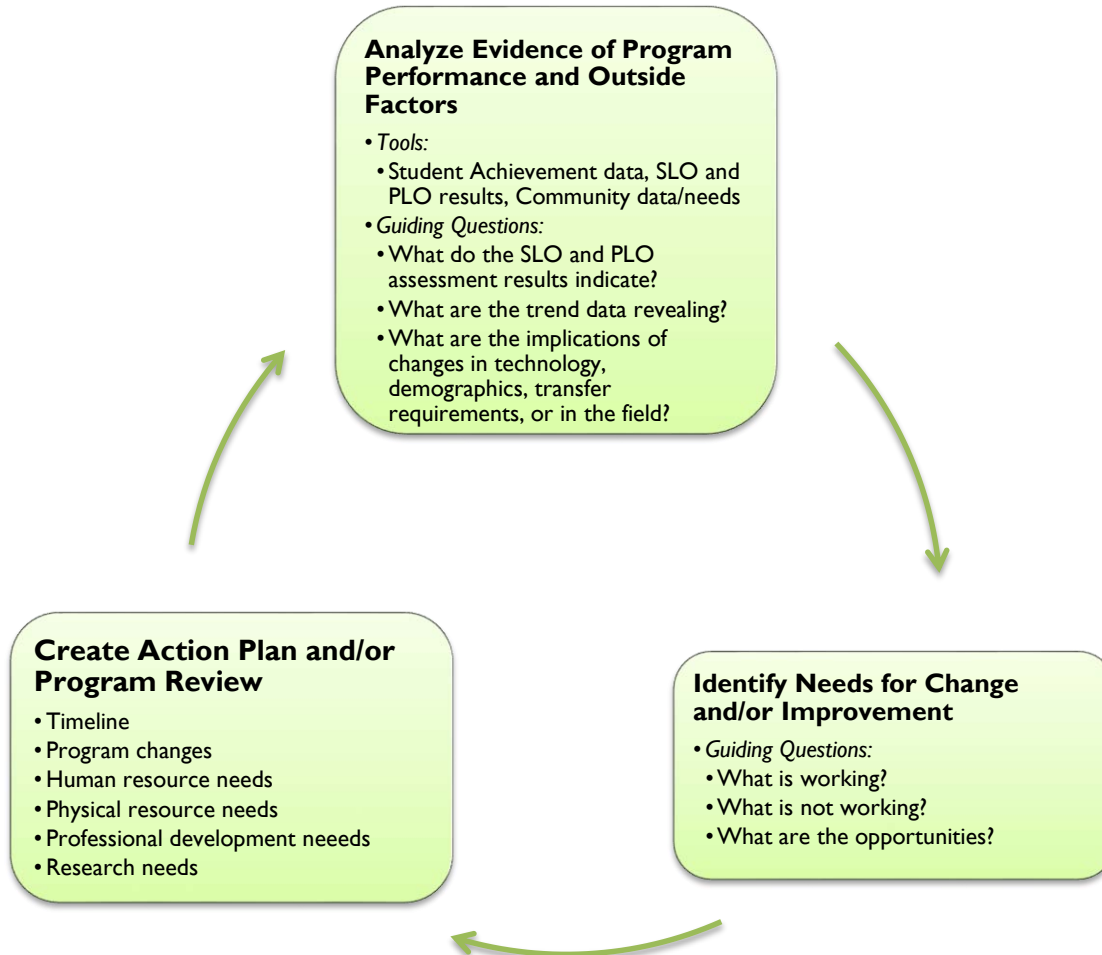 Analyze Evidence of Program
Performance and Outside
Factors
• Tools:
• Student Achievement data, SLO and
PLO results, Community data/needs
• Guiding Questions:
• What do the SLO and PLO
assessment results indicate?
• What are the trend data revealing?
• What are the implications of
changes in technology,
demographics, transfer
requirements, or in the field?
Identify Needs for Change
and/or Improvement
• Guiding Questions:
• What is working?
• What is not working?
• What are the opportunities?
Create Action Plan and/or
Program Review
• Timeline
• Program changes
• Human resource needs
• Physical resource needs
• Professional development neeeds
• Research needs